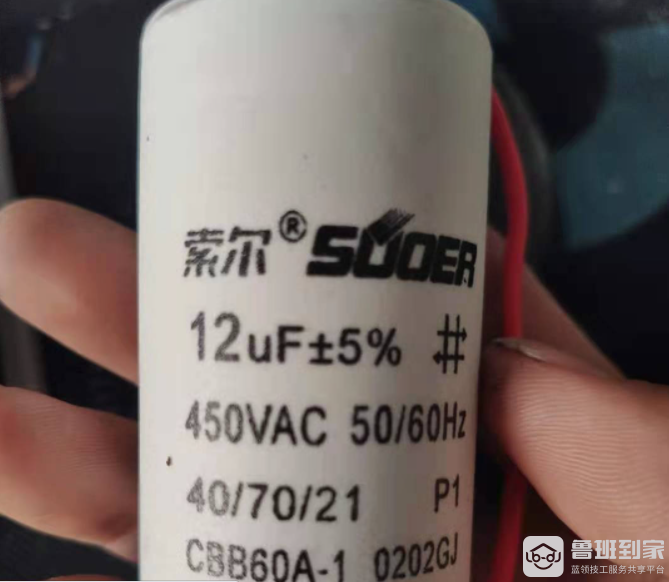 索尔® SUOER
12uF±5%
450VAC 50/60Hz
40/70/21 P1
CBB60A-1 0202GJ
鲁班到家
蓝领技工服务共享平台